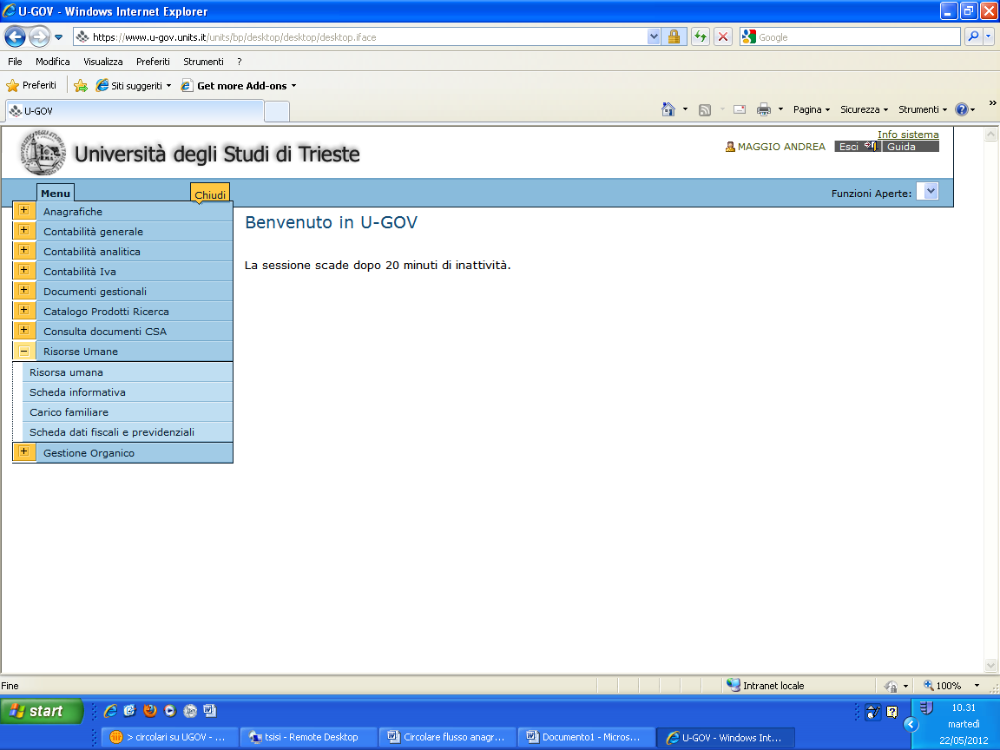 U-GOV - Windows Internet Explorer
https://www.u-gov.units.it/units/bp/desktop/desktop/desktop.iface
Google
File Modifica Visualizza Preferiti Strumenti ?
Preferiti Siti suggeriti Get more Add-ons
U-GOV
Pagina Sicurezza Strumenti
Università degli Studi di Trieste
Info sistema
MAGGIO ANDREA Esci Guida
Menu Chiudi Funzioni Aperte:
Anagrafiche
Contabilità generale
Contabilità analitica
Contabilità Iva
Documenti gestionali
Catalogo Prodotti Ricerca
Consulta documenti CSA
Risorse Umane
Risorsa umana
Scheda informativa
Carico familiare
Scheda dati fiscali e previdenziali
Gestione Organico
Benvenuto in U-GOV
La sessione scade dopo 20 minuti di inattività.
Fine Intranet locale 100%
start
> circolari su UGOV - ... tsisi - Remote Desktop Circolare flusso anagr... Documento1 - Micros... U-GOV - Windows Int...
10.31
martedì
22/05/2012